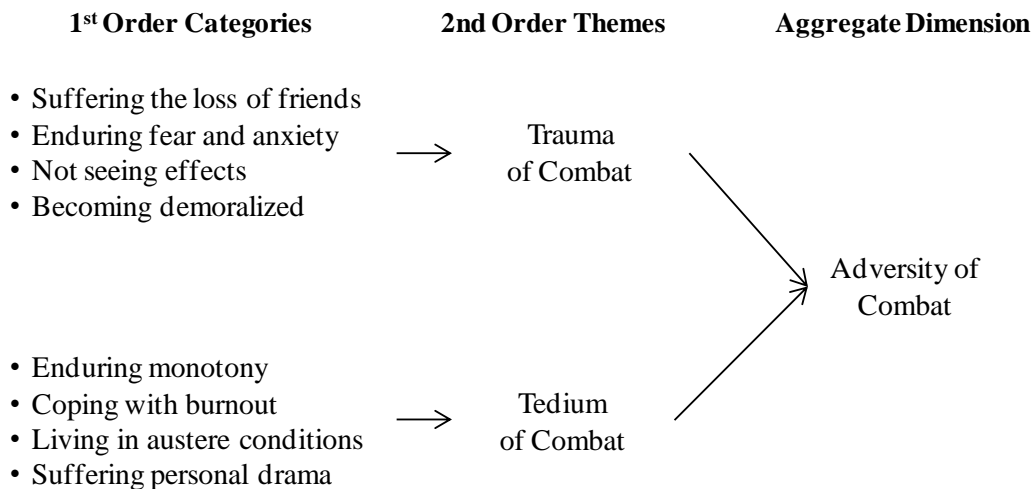 1st Order Categories
2nd Order Themes
Aggregate Dimension
• Suffering the loss of friends
• Enduring fear and anxiety
• Not seeing effects
• Becoming demoralized
Trauma
of Combat
Adversity of
Combat
• Enduring monotony
• Coping with burnout
• Living in austere conditions
• Suffering personal drama
Tedium
of Combat